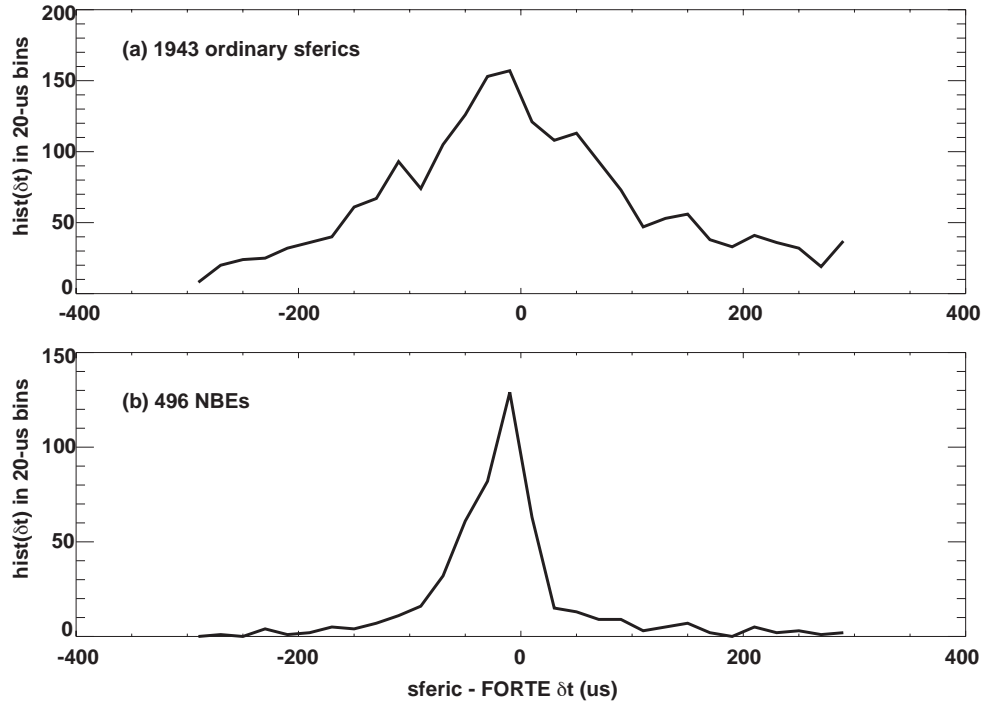 200
150
100
50
0
hist(δt) in 20-us bins
(a) 1943 ordinary sferics
-400 -200 0 200 400
150
100
50
0
hist(δt) in 20-us bins
(b) 496 NBEs
-400 -200 0 200 400
sferic - FORTE δt (us)